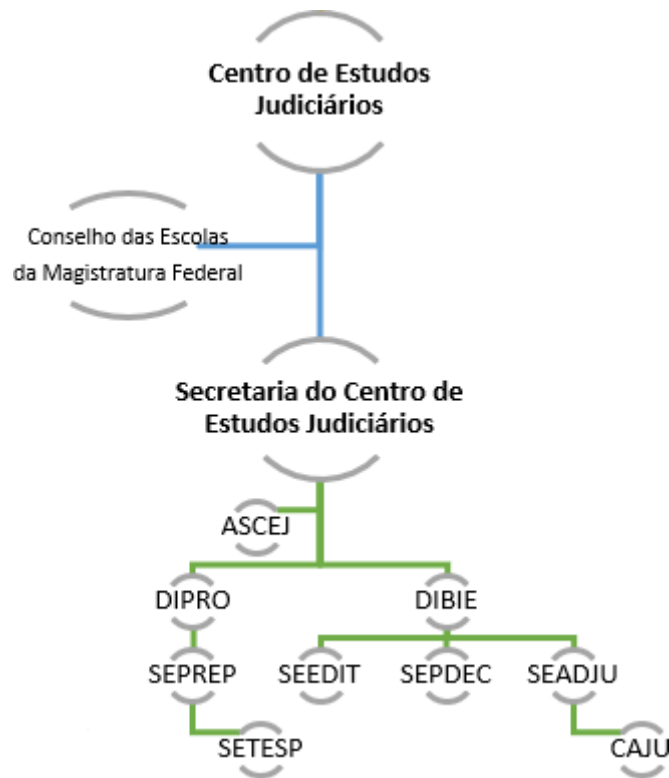 Centro de Estudos
Judiciários
Conselho das Escolas
da Magistratura Federal
Secretaria do Centro de
Estudos Judiciários
ASCEJ
DIPRO
DIBIE
SEPREP
SEEDIT
SEPDEC
SEADJU
SETESP
CAJU